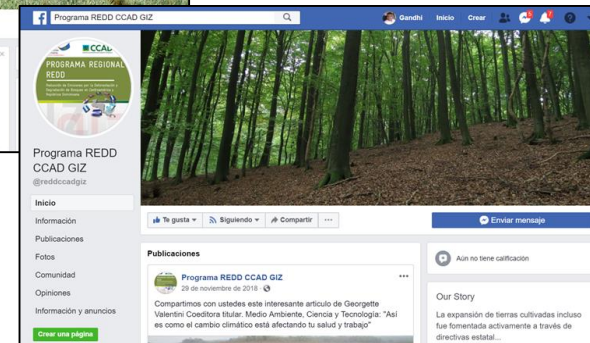 Programa REDD CCAD GIZ
Gandhi Inicio Crear
CCAD
PROGRAMA REGIONAL
REDD
Programa REDD
CCAD GIZ
@reddccadgiz
Inicio
Información
Publicaciones
Fotos
Comunidad
Opiniones
Información y anuncios
Crear una página
Te gusta Siguiendo Compartir
Enviar mensaje
Publicaciones
Programa REDD CCAD GIZ
29 de noviembre de 2018
Compartimos con ustedes este interesante articulo de Georgette
Valentini Coeditora titular. Medio Ambiente, Ciencia y Tecnología: "Así
es como el cambio climático está afectando tu salud y trabajo"
Aún no tiene calificación
Our Story
La expansión de tierras cultivadas incluso
fue fomentada activamente a través de
directivas estatal...